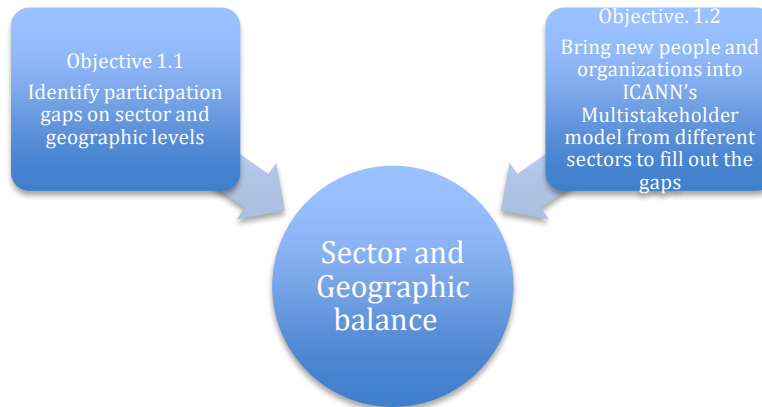 Objective 1.1
Identify participation
gaps on sector and
geographic levels
Objective. 1.2
Bring new people and
organizations into
ICANN’s
Multistakeholder
model from different
sectors to fill out the
gaps
Sector and
Geographic
balance